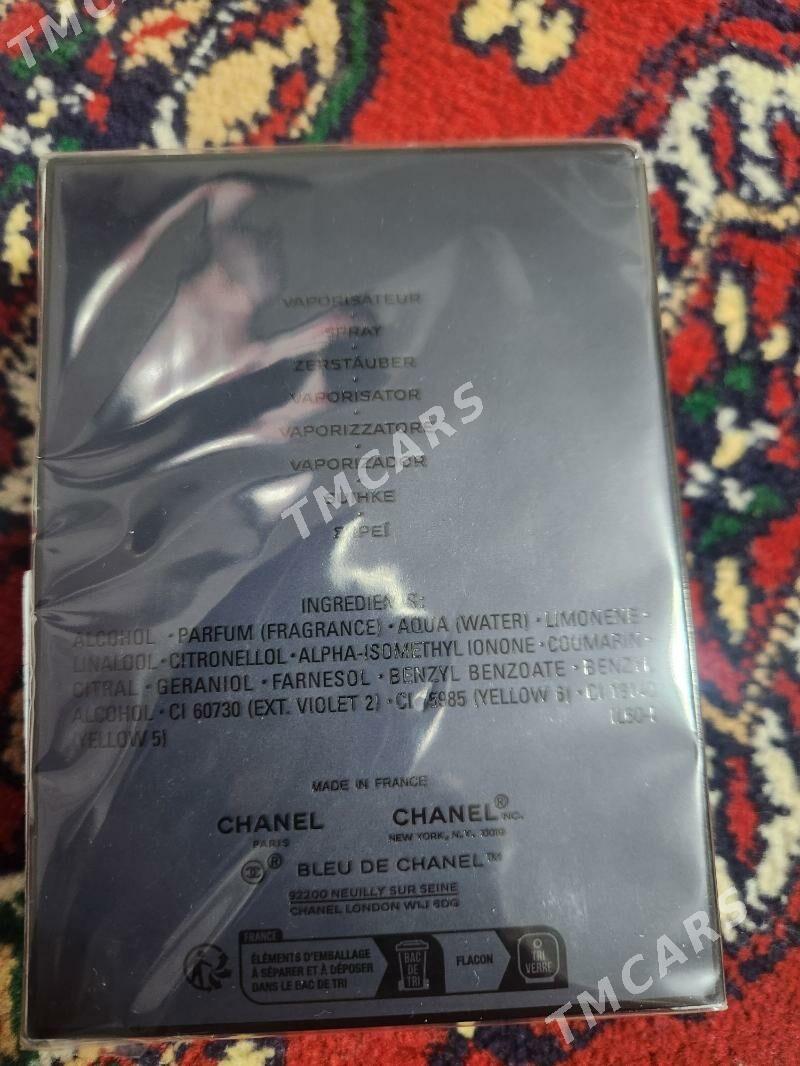 TMCARS
VAPORISATEUR
SPRAY
ZERSTÄUBER
VAPORISATOR
VAPORIZZATORE
VAPORIZADOR
TMCARS
INGREDIENTS:
ALCOHOL · PARFUM (FRAGRANCE) · AQUA (WATER) · LIMONENE ·
LINALOOL · CITRONELLOL · ALPHA-ISOMETHYL IONONE · COUMARIN ·
CITRAL · GERANIOL · FARNESOL · BENZYL BENZOATE · BENZYL
ALCOHOL · CI 60730 (EXT. VIOLET 2) · CI (YELLOW 6) · CI
(YELLOW 5)
MADE IN FRANCE
CHANEL CHANEL® INC.
PARIS NEW YORK, N.Y. 10019
® BLEU DE CHANEL™
92200 NEUILLY SUR SEINE
CHANEL LONDON W1J 6DG
FRANCE
ÉLÉMENTS D'EMBALLAGE
À SÉPARER ET À DÉPOSER
DANS LE BAC DE TRI
BAC
DE
TRI
FLACON
TRI
VERRE
TMCARS